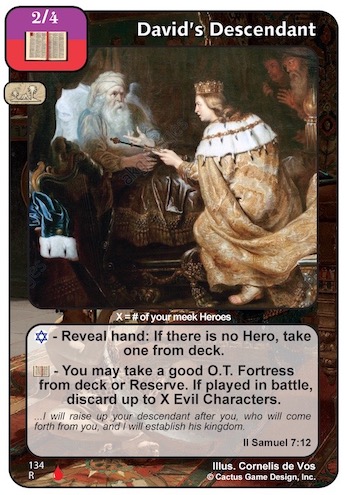 2/4
David's Descendant
X = # of your meek Heroes
- Reveal hand: If there is no Hero, take
one from deck.
- You may take a good O.T. Fortress
from deck or Reserve. If played in battle,
discard up to X Evil Characters.
...I will raise up your descendant after you, who will come
forth from you, and I will establish his kingdom.
II Samuel 7:12
134
R
Illus. Cornelis de Vos
© Cactus Game Design, Inc.